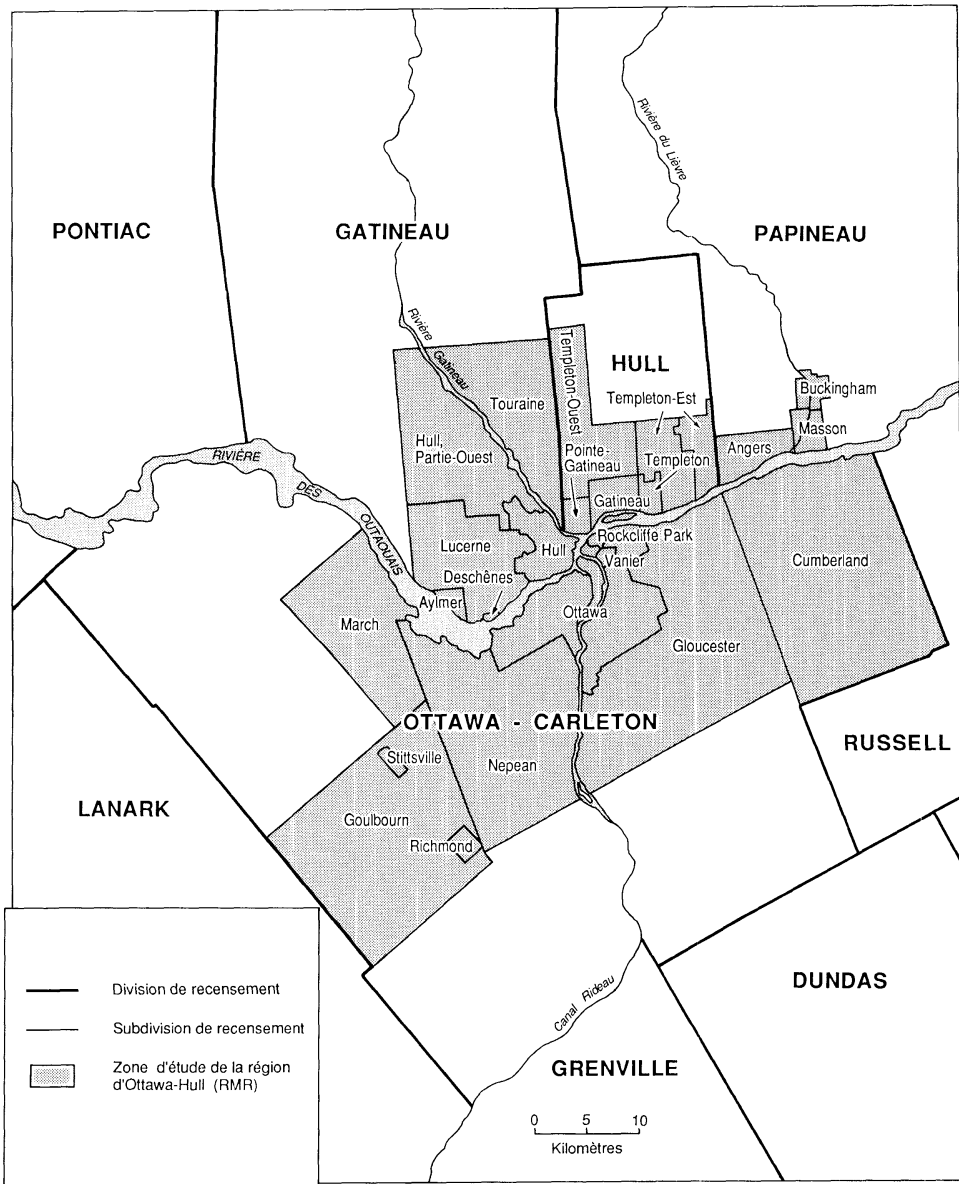 Rivière du Lièvre
PONTIAC
GATINEAU
PAPINEAU
Rivière Gatineau
Templeton-Ouest
HULL
Buckingham
Touraine
Templeton-Est
Masson
Hull,
Partie-Ouest
Pointe-
Gatineau
Angers
RIVIÈRE
DES
OUTAOUAIS
Templeton
Gatineau
Rockcliffe Park
Lucerne
Hull
Vanier
Cumberland
Deschênes
Aylmer
Ottawa
March
Gloucester
OTTAWA - CARLETON
Stittsville
Nepean
RUSSELL
LANARK
Goulbourn
Richmond
Division de recensement
Subdivision de recensement
Zone d'étude de la région
d'Ottawa-Hull (RMR)
Canal Rideau
DUNDAS
GRENVILLE
0 5 10
Kilomètres